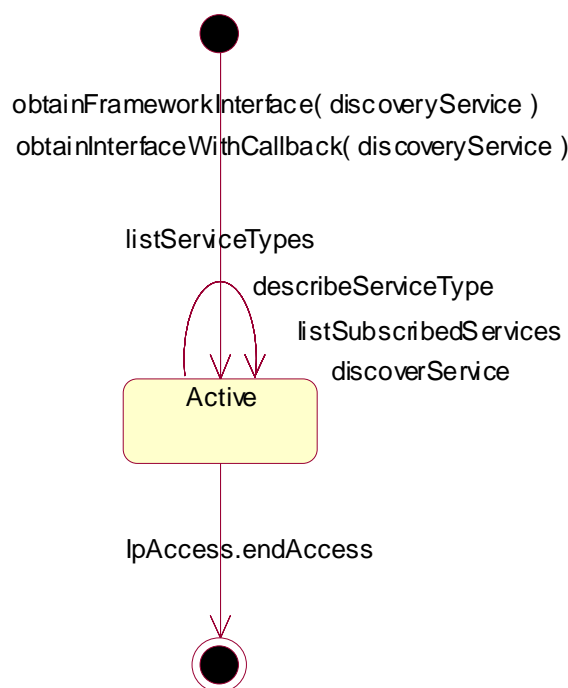 obtainFrameworkInterface( discoveryService )
obtainInterfaceWithCallback( discoveryService )
listServiceTypes
describeServiceType
listSubscribedServices
discoverService
Active
IpAccess.endAccess